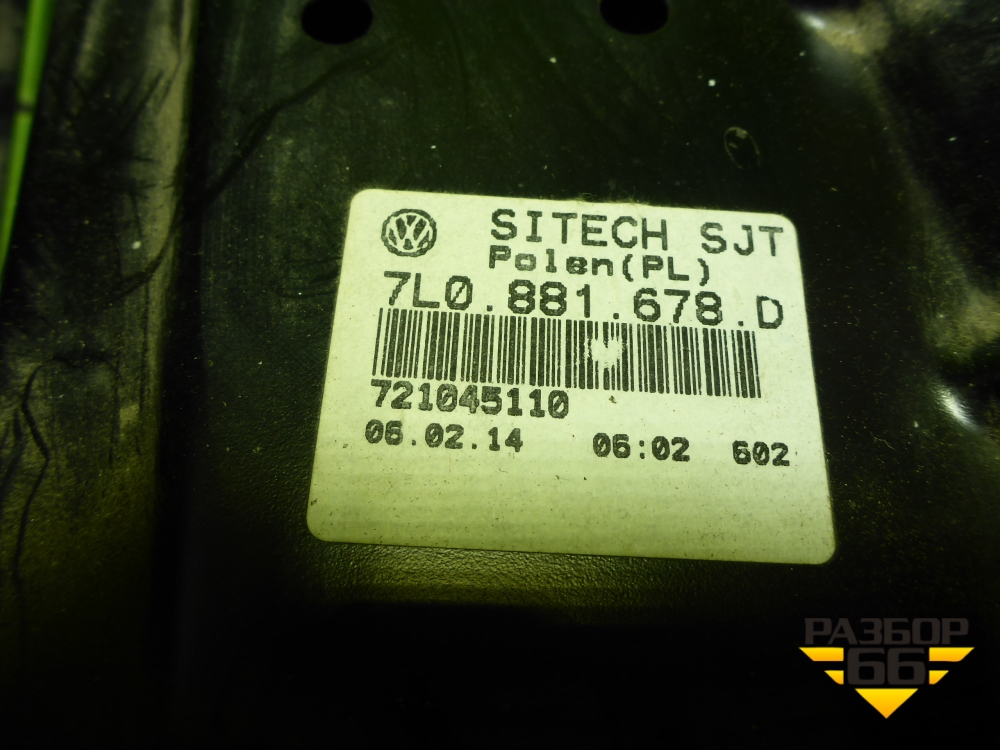 SITECH SJT
Polen(PL)
7L0.881.678.D
721045110
06.02.14 06:02 602
РАЗБОР
66